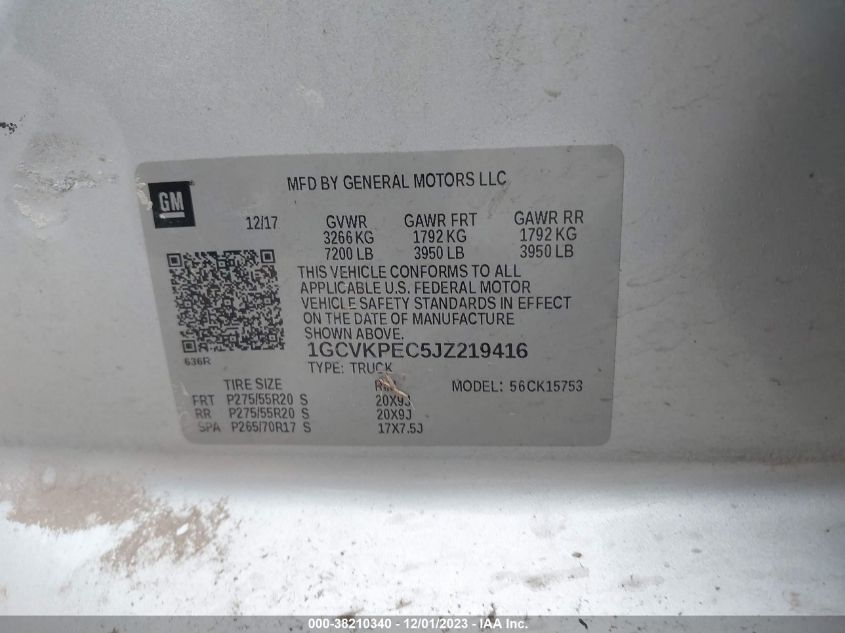 MFD BY GENERAL MOTORS LLC
GM
12/17 GVWR GAWR FRT GAWR RR
3266 KG 1792 KG 1792 KG
7200 LB 3950 LB 3950 LB
THIS VEHICLE CONFORMS TO ALL
APPLICABLE U.S. FEDERAL MOTOR
VEHICLE SAFETY STANDARDS IN EFFECT
ON THE DATE OF MANUFACTURE
SHOWN ABOVE.
636R
1GCVKPEC5JZ219416
TYPE: TRUCK
TIRE SIZE RIM MODEL: 56CK15753
FRT P275/55R20 S 20X9J
RR P275/55R20 S 20X9J
SPA P265/70R17 S 17X7.5J
000-38210340 - 12/01/2023 - IAA, Inc.